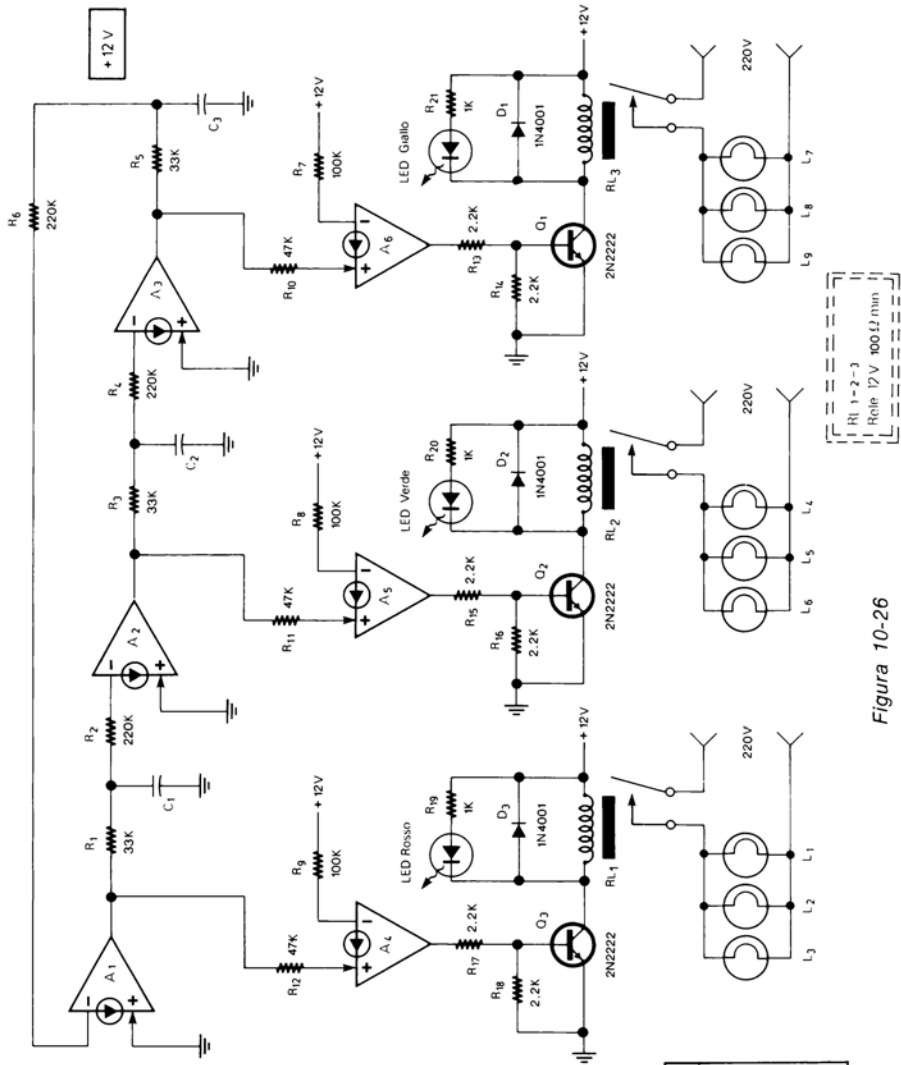 + 12 V
R6
220K
A1
R1
33K
C1
R2
220K
A2
R3
33K
C2
R4
220K
A3
R5
33K
C3
R12
47K
R9
100K
+12V
A4
R17
2.2K
R18
2.2K
Q3
2N2222
LED Rosso
R19
1K
D3
1N4001
+12V
RL1
220V
L3
L2
L1
R11
47K
R8
100K
+12V
A5
R15
2.2K
R16
2.2K
Q2
2N2222
LED Verde
R20
1K
D2
1N4001
+12V
RL2
220V
L6
L5
L4
R10
47K
R7
100K
+12V
A6
R13
2.2K
R14
2.2K
Q1
2N2222
LED Giallo
R21
1K
D1
1N4001
+12V
RL3
220V
L9
L8
L7
RL 1-2-3
Relè 12V 100 Ω min
Figura 10-26